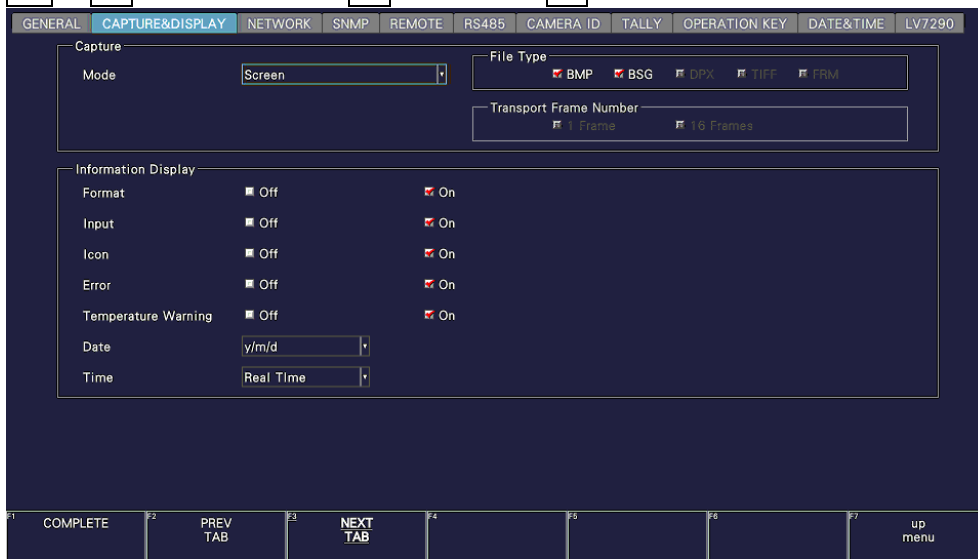 GENERAL CAPTURE&DISPLAY NETWORK SNMP REMOTE RS485 CAMERA ID TALLY OPERATION KEY DATE&TIME LV7290
Capture
Mode Screen
File Type
BMP BSG DPX TIFF FRM
Transport Frame Number
1 Frame 16 Frames
Information Display
Format Off On
Input Off On
Icon Off On
Error Off On
Temperature Warning Off On
Date y/m/d
Time Real TIme
F1 COMPLETE F2 PREV TAB F3 NEXT TAB F4 F5 F6 F7 up menu